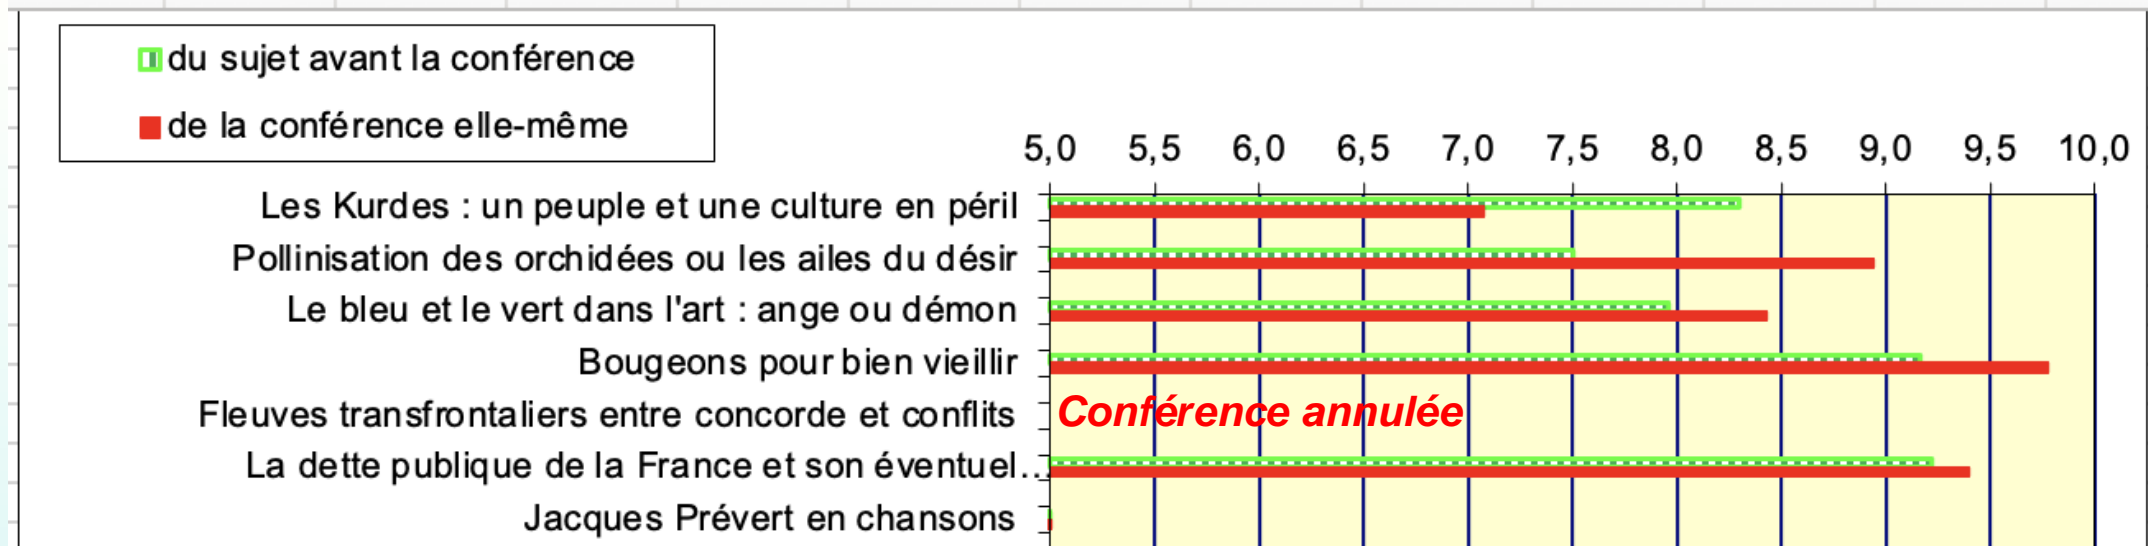 du sujet avant la conférence
de la conférence elle-même
5,0 5,5 6,0 6,5 7,0 7,5 8,0 8,5 9,0 9,5 10,0
Les Kurdes : un peuple et une culture en péril
Pollinisation des orchidées ou les ailes du désir
Le bleu et le vert dans l'art : ange ou démon
Bougeons pour bien vieillir
Fleuves transfrontaliers entre concorde et conflits Conférence annulée
La dette publique de la France et son éventuel...
Jacques Prévert en chansons